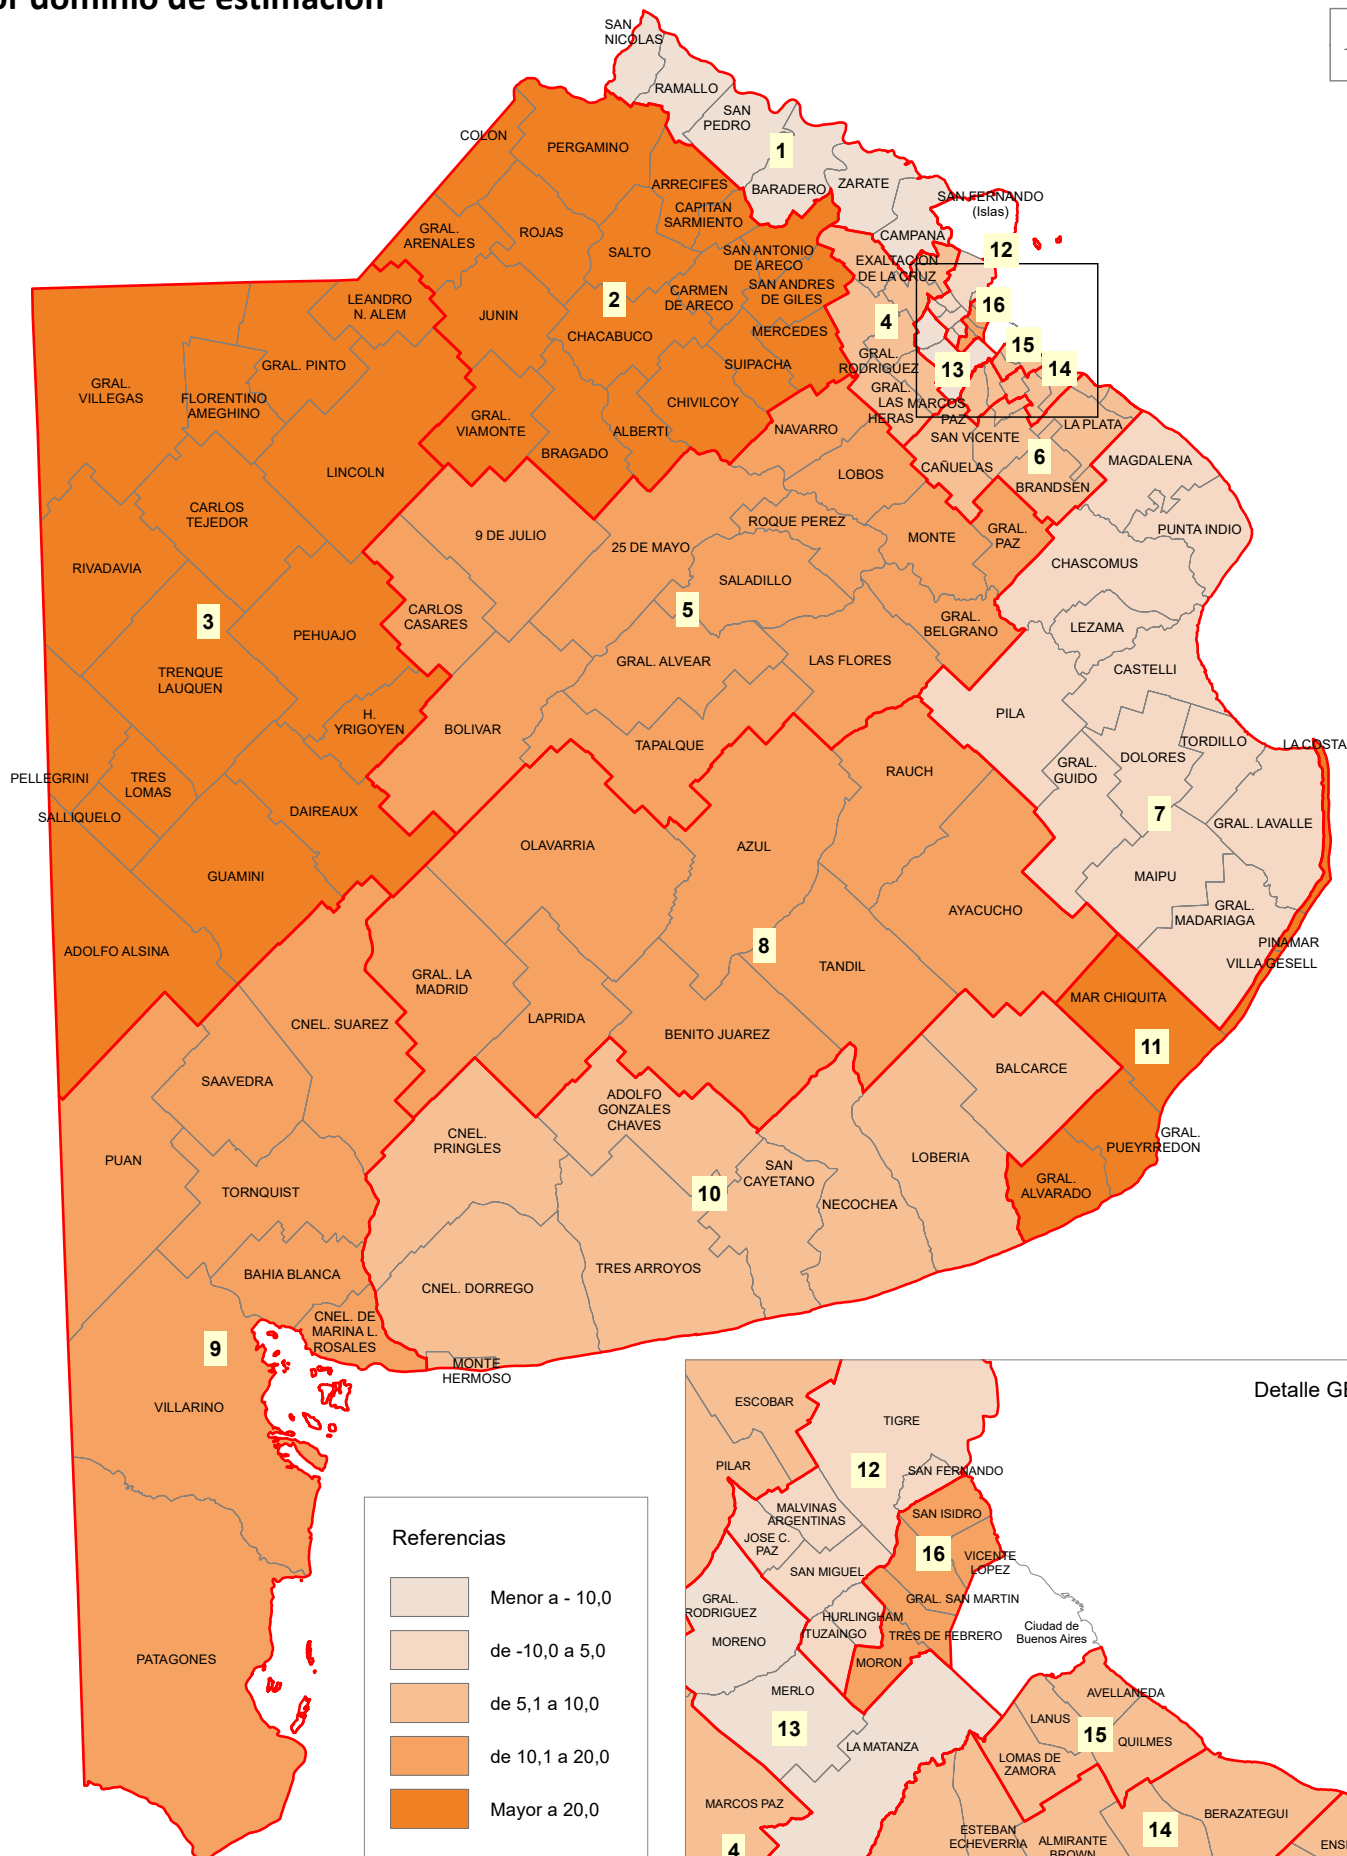 or dominio de estimación
SAN
NICOLAS
RAMALLO
SAN
PEDRO
1
BARADERO
ZARATE
COLON
PERGAMINO
ARRECIFES
CAPITAN
SARMIENTO
SAN FERNANDO
(Islas)
CAMPANA
12
GRAL.
ARENALES
ROJAS
SALTO
SAN ANTONIO
DE ARECO
EXALTACION
DE LA CRUZ
LEANDRO
N. ALEM
JUNIN
2
CARMEN
DE ARECO
SAN ANDRES
DE GILES
16
4
CHACABUCO
MERCEDES
15
GRAL. PINTO
SUIPACHA
GRAL.
RODRIGUEZ
13
14
GRAL.
VILLEGAS
FLORENTINO
AMEGHINO
CHIVILCOY
GRAL.
LAS
HERAS
MARCOS
PAZ
GRAL.
VIAMONTE
ALBERTI
NAVARRO
SAN VICENTE
LA PLATA
BRAGADO
6
LINCOLN
LOBOS
CAÑUELAS
MAGDALENA
BRANDSEN
CARLOS
TEJEDOR
ROQUE PEREZ
PUNTA INDIO
9 DE JULIO
25 DE MAYO
MONTE
GRAL.
PAZ
RIVADAVIA
SALADILLO
CHASCOMUS
CARLOS
CASARES
5
3
PEHUAJO
GRAL.
BELGRANO
LEZAMA
TRENQUE
LAUQUEN
GRAL. ALVEAR
LAS FLORES
CASTELLI
H.
YRIGOYEN
BOLIVAR
TAPALQUE
PILA
TORDILLO
LA COSTA
PELLEGRINI
TRES
LOMAS
RAUCH
GRAL.
GUIDO
DOLORES
SALLIQUELO
DAIREAUX
7
GRAL. LAVALLE
OLAVARRIA
AZUL
GUAMINI
MAIPU
AYACUCHO
GRAL.
MADARIAGA
ADOLFO ALSINA
8
PINAMAR
VILLA GESELL
GRAL. LA
MADRID
TANDIL
MAR CHIQUITA
CNEL. SUAREZ
LAPRIDA
BENITO JUAREZ
11
SAAVEDRA
BALCARCE
ADOLFO
GONZALES
CHAVES
CNEL.
PRINGLES
GRAL.
PUEYRREDON
PUAN
LOBERIA
SAN
CAYETANO
GRAL.
ALVARADO
TORNQUIST
10
NECOCHEA
BAHIA BLANCA
TRES ARROYOS
CNEL. DORREGO
CNEL. DE
MARINA L.
ROSALES
9
MONTE
HERMOSO
VILLARINO
PATAGONES
Referencias
Menor a - 10,0
de -10,0 a 5,0
de 5,1 a 10,0
de 10,1 a 20,0
Mayor a 20,0
Detalle GB
ESCOBAR
TIGRE
PILAR
12
SAN FERNANDO
MALVINAS
ARGENTINAS
SAN ISIDRO
JOSE C.
PAZ
16
VICENTE
LOPEZ
SAN MIGUEL
GRAL.
RODRIGUEZ
GRAL. SAN MARTIN
HURLINGHAM
ITUZAINGO
TRES DE FEBRERO
Ciudad de
Buenos Aires
MORENO
MORON
MERLO
AVELLANEDA
LANUS
13
15
QUILMES
LA MATANZA
LOMAS DE
ZAMORA
MARCOS PAZ
BERAZATEGUI
4
ESTEBAN
ECHEVERRIA
ALMIRANTE
BROWN
14
ENS